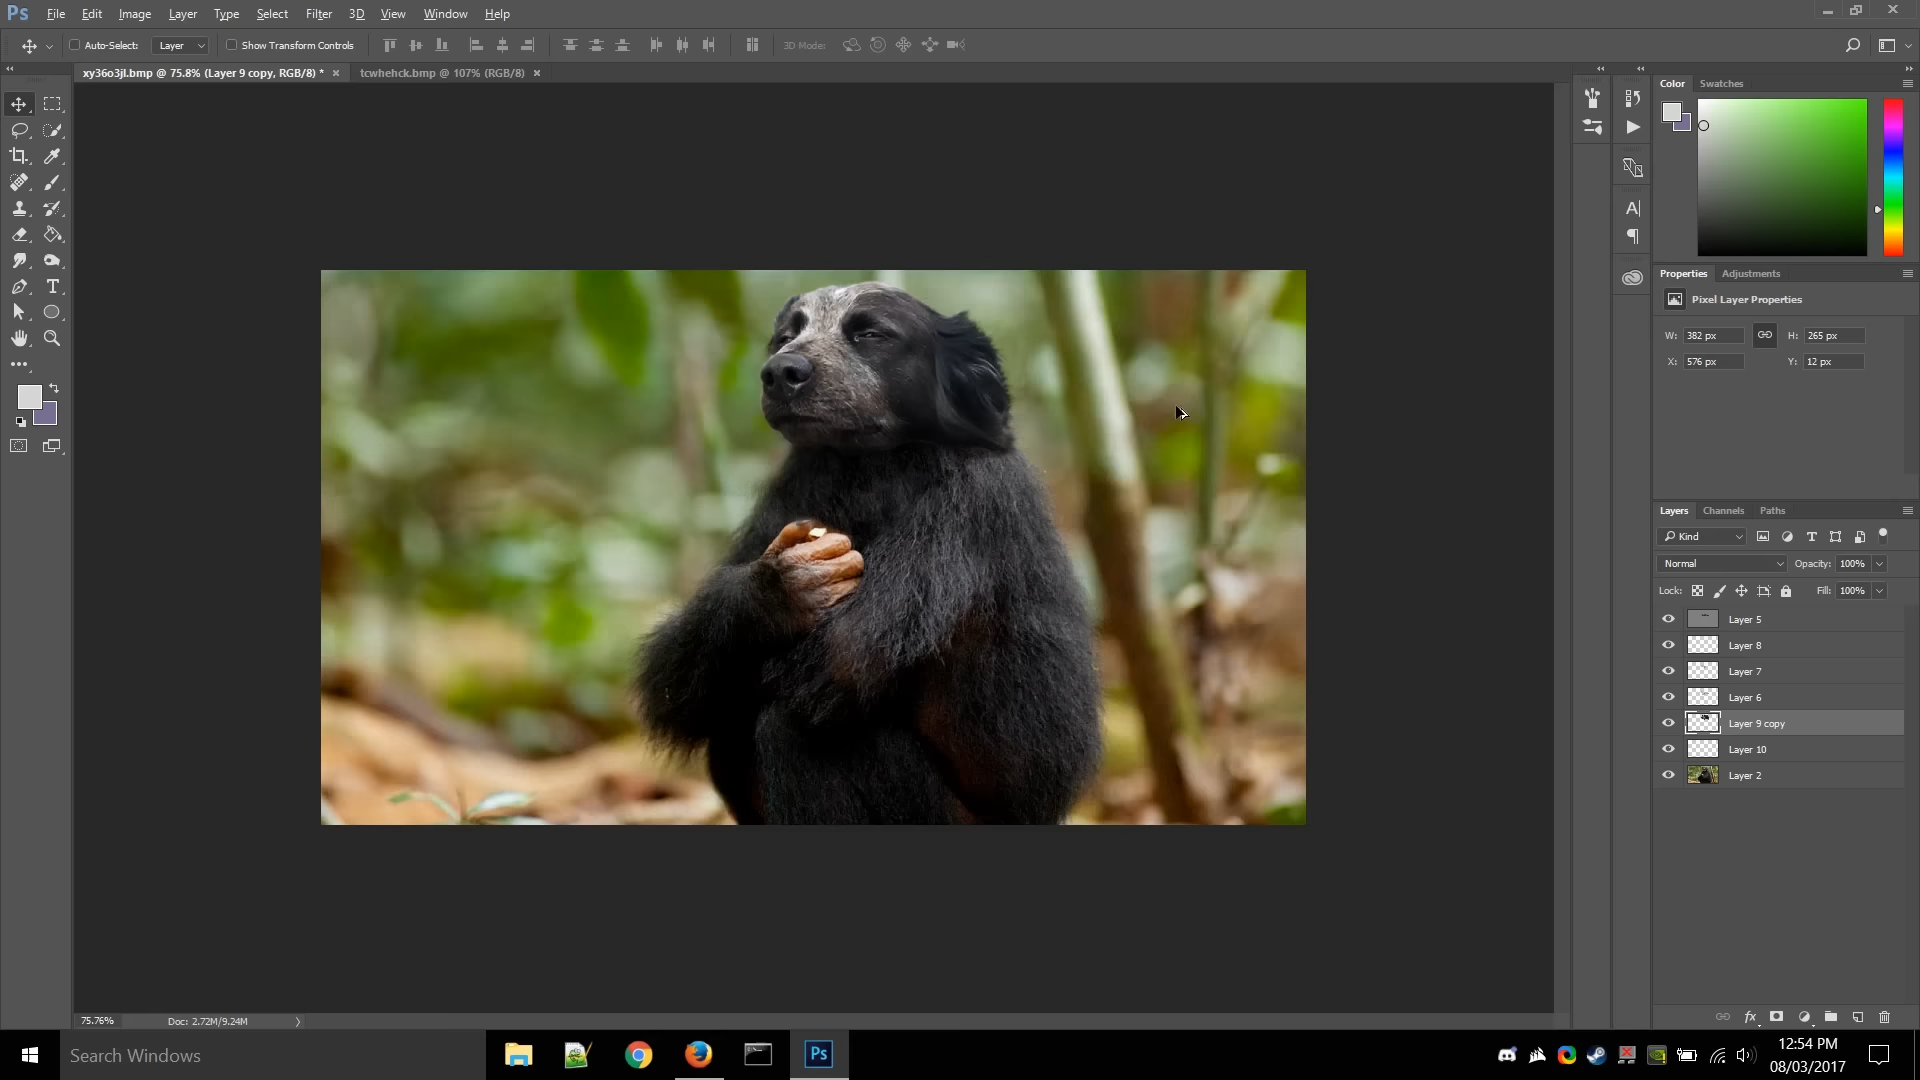 Ps File Edit Image Layer Type Select Filter 3D View Window Help
Auto-Select: Layer Show Transform Controls 3D Mode:
xy36o3jl.bmp @ 75.8% (Layer 9 copy, RGB/8) * × tcwhehck.bmp @ 107% (RGB/8) ×
Color Swatches
Properties Adjustments
Pixel Layer Properties
W: 382 px H: 265 px
X: 576 px Y: 12 px
Layers Channels Paths
Kind
Normal Opacity: 100%
Lock: Fill: 100%
Layer 5
Layer 8
Layer 7
Layer 6
Layer 9 copy
Layer 10
Layer 2
75.76% Doc: 2.72M/9.24M
Search Windows
Ps
12:54 PM
08/03/2017